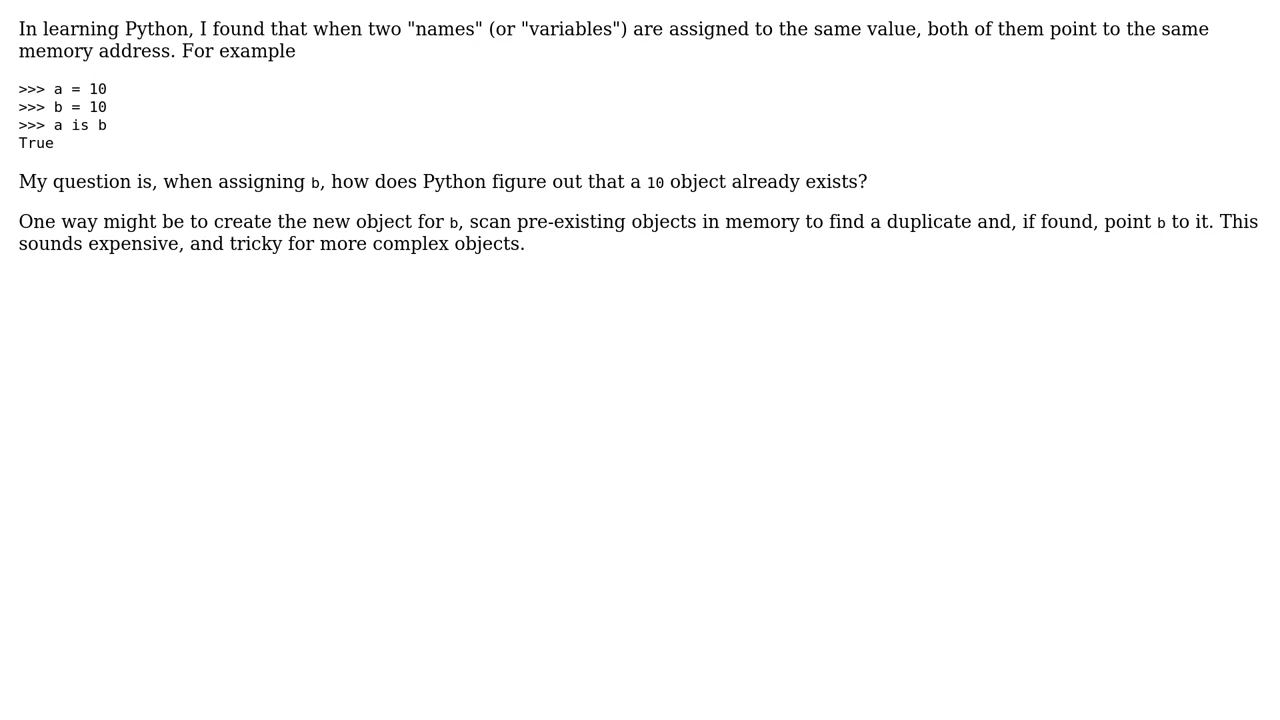 In learning Python, I found that when two "names" (or "variables") are assigned to the same value, both of them point to the same
memory address. For example
>>> a = 10
>>> b = 10
>>> a is b
True
My question is, when assigning b, how does Python figure out that a 10 object already exists?
One way might be to create the new object for b, scan pre-existing objects in memory to find a duplicate and, if found, point b to it. This
sounds expensive, and tricky for more complex objects.